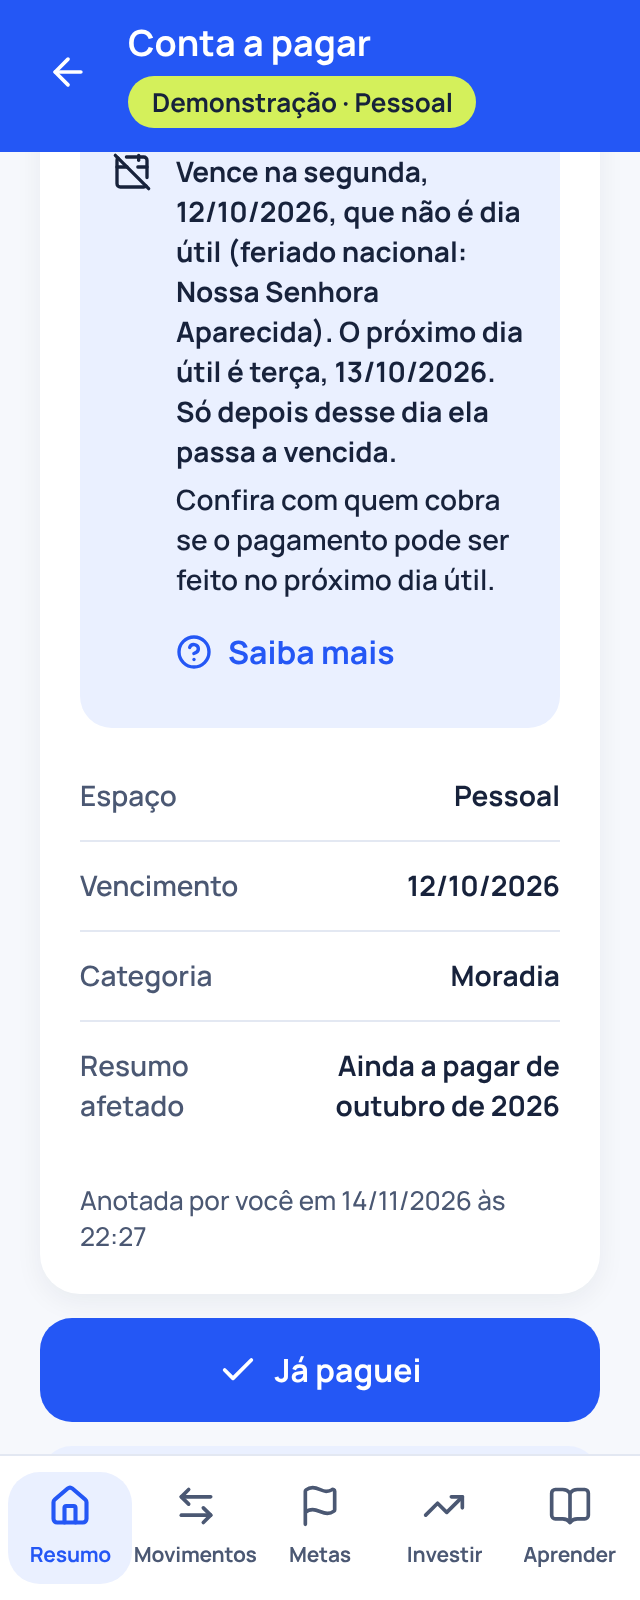 Conta a pagar
Demonstração · Pessoal
Vence na segunda,
12/10/2026, que não é dia
útil (feriado nacional:
Nossa Senhora
Aparecida). O próximo dia
útil é terça, 13/10/2026.
Só depois desse dia ela
passa a vencida.
Confira com quem cobra
se o pagamento pode ser
feito no próximo dia útil.
Saiba mais
Espaço Pessoal
Vencimento 12/10/2026
Categoria Moradia
Resumo afetado Ainda a pagar de
outubro de 2026
Anotada por você em 14/11/2026 às
22:27
Já paguei
Resumo Movimentos Metas Investir Aprender